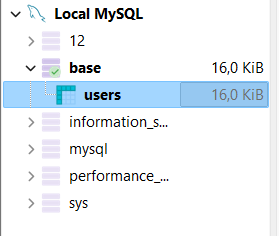 Local MySQL
12
base 16,0 KiB
users 16,0 KiB
information_s...
mysql
performance_...
sys